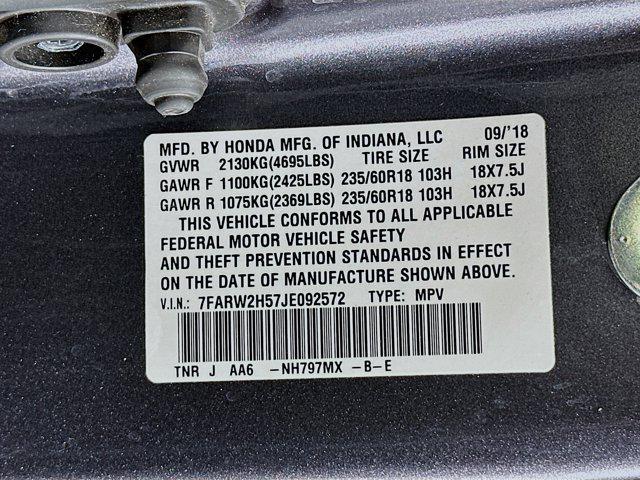 MFD. BY HONDA MFG. OF INDIANA, LLC 09/'18
GVWR 2130KG(4695LBS) TIRE SIZE RIM SIZE
GAWR F 1100KG(2425LBS) 235/60R18 103H 18X7.5J
GAWR R 1075KG(2369LBS) 235/60R18 103H 18X7.5J
THIS VEHICLE CONFORMS TO ALL APPLICABLE
FEDERAL MOTOR VEHICLE SAFETY
AND THEFT PREVENTION STANDARDS IN EFFECT
ON THE DATE OF MANUFACTURE SHOWN ABOVE.
V.I.N.: 7FARW2H57JE092572 TYPE: MPV
TNR J AA6 -NH797MX -B-E